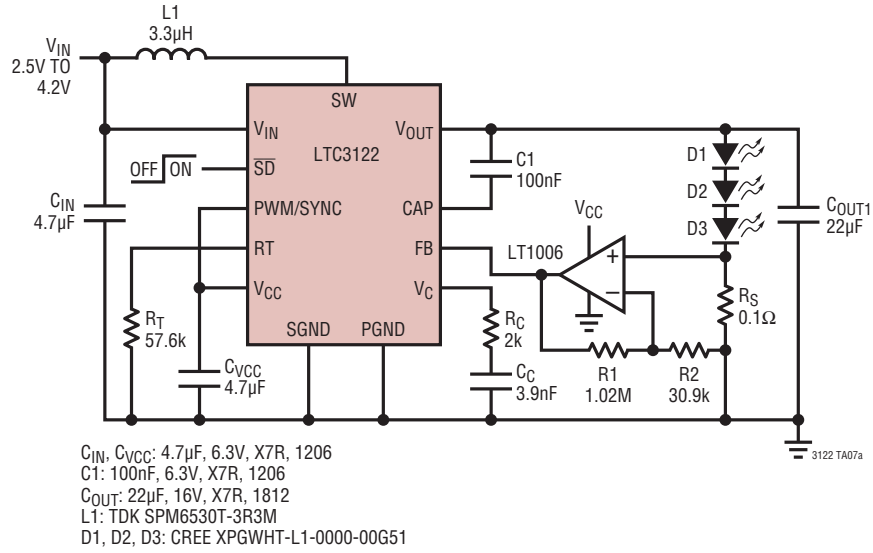 L1
3.3µH
VIN
2.5V TO
4.2V
SW
VIN
VOUT
LTC3122
OFF ON
SD
C1
100nF
D1
D2
D3
CIN
4.7µF
PWM/SYNC
CAP
VCC
COUT1
22µF
RT
FB
LT1006
+
–
VCC
VC
RT
57.6k
RC
2k
RS
0.1Ω
SGND
PGND
CVCC
4.7µF
CC
3.9nF
R1
1.02M
R2
30.9k
3122 TA07a
CIN, CVCC: 4.7µF, 6.3V, X7R, 1206
C1: 100nF, 6.3V, X7R, 1206
COUT: 22µF, 16V, X7R, 1812
L1: TDK SPM6530T-3R3M
D1, D2, D3: CREE XPGWHT-L1-0000-00G51